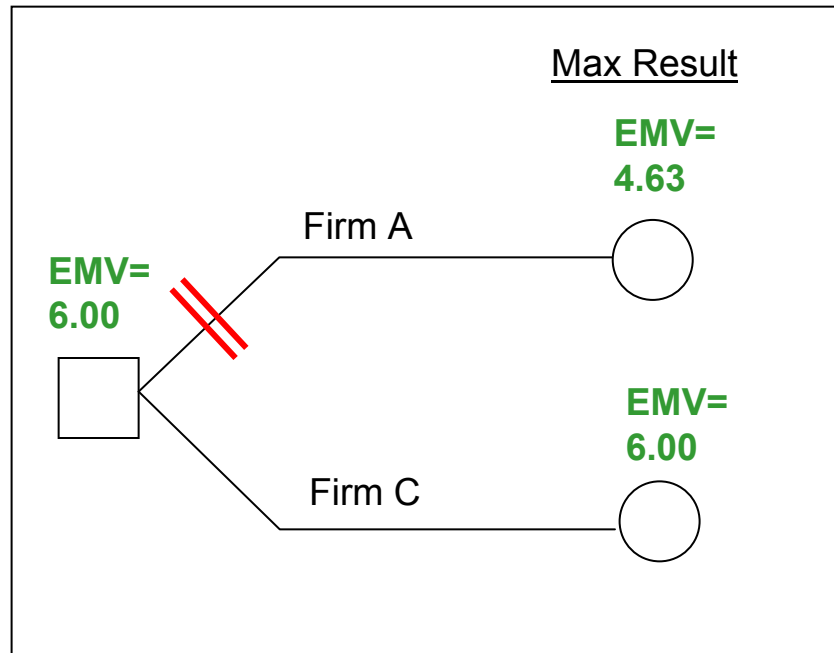 Max Result
EMV=
4.63
Firm A
EMV=
6.00
EMV=
6.00
Firm C